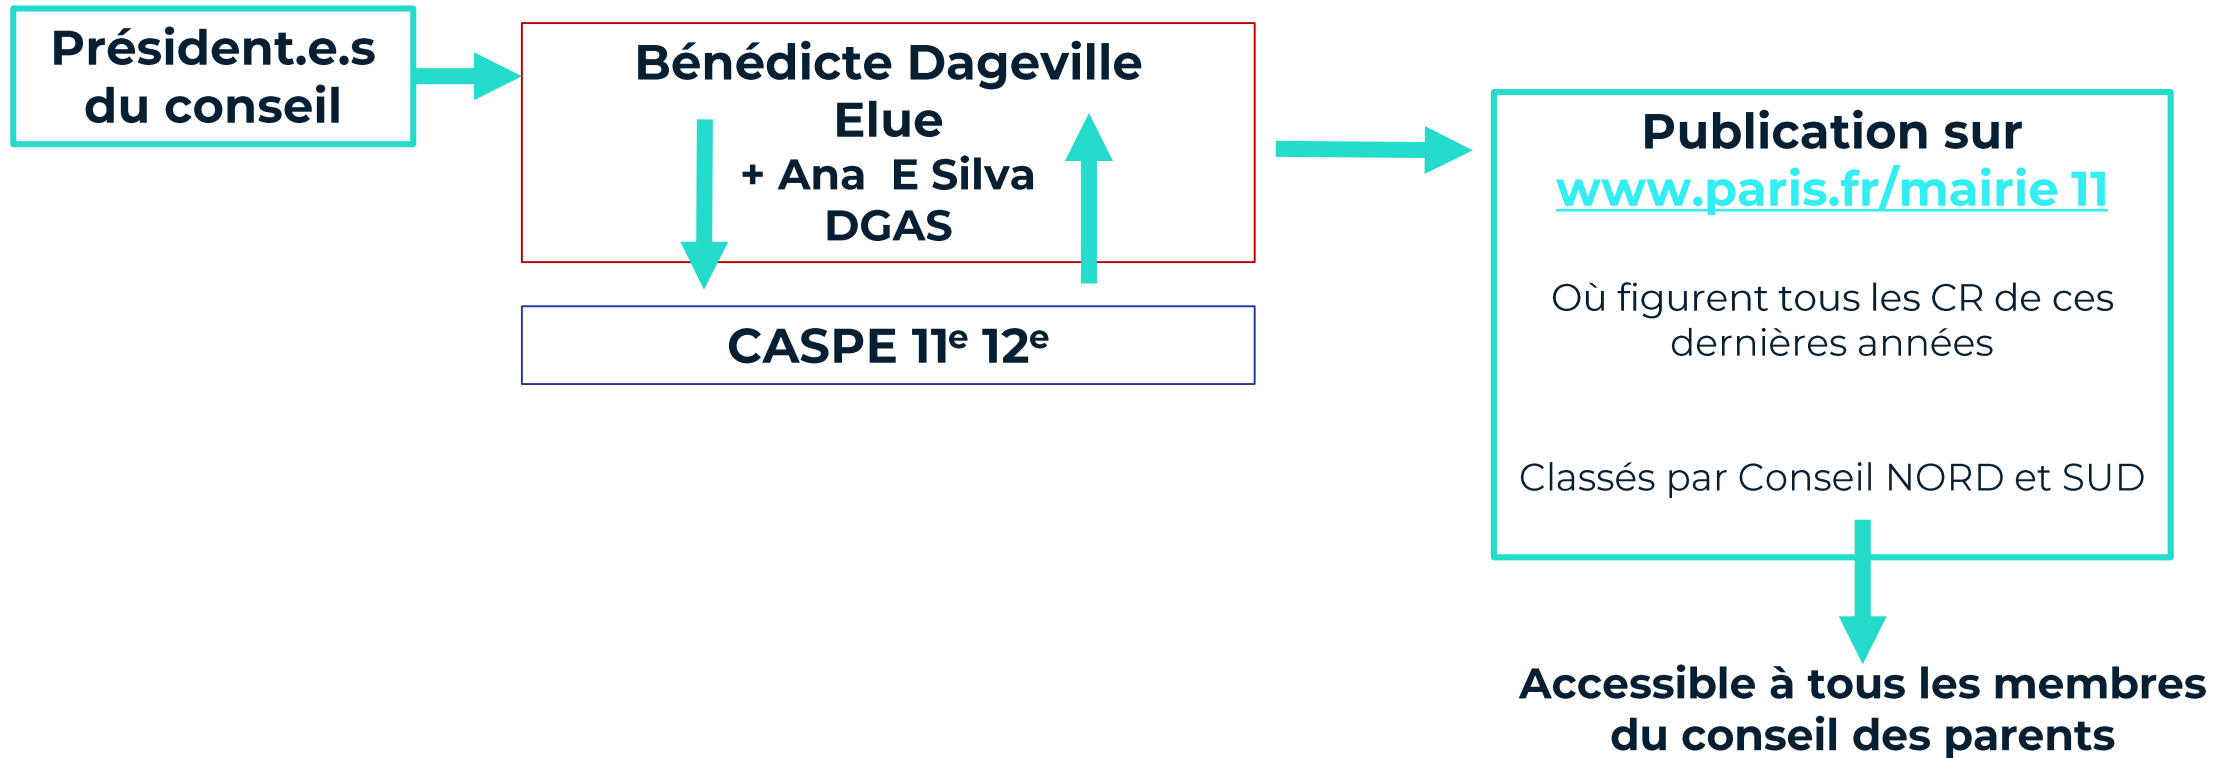 Président.e.s
du conseil
Bénédicte Dageville
Elue
+ Ana  E Silva
DGAS
CASPE 11ᵉ 12ᵉ
Publication sur
www.paris.fr/mairie 11
Où figurent tous les CR de ces
dernières années
Classés par Conseil NORD et SUD
Accessible à tous les membres
du conseil des parents